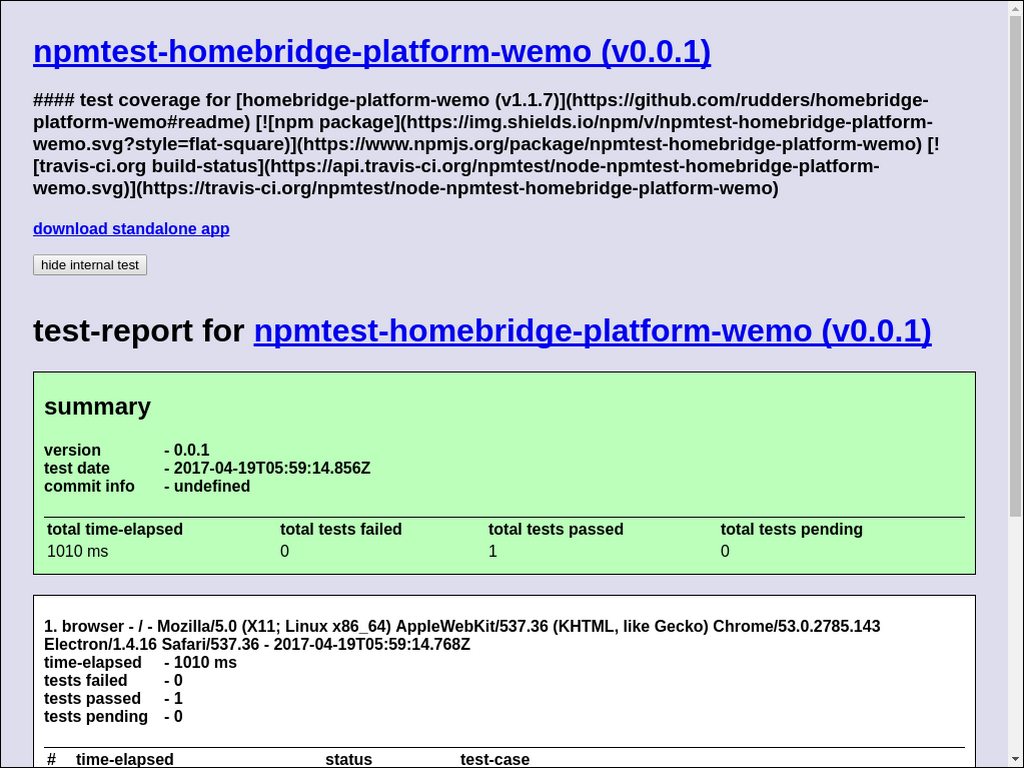 npmtest-homebridge-platform-wemo (v0.0.1)
#### test coverage for [homebridge-platform-wemo (v1.1.7)](https://github.com/rudders/homebridge-
platform-wemo#readme) [![npm package](https://img.shields.io/npm/v/npmtest-homebridge-platform-
wemo.svg?style=flat-square)](https://www.npmjs.org/package/npmtest-homebridge-platform-wemo) [!
[travis-ci.org build-status](https://api.travis-ci.org/npmtest/node-npmtest-homebridge-platform-
wemo.svg)](https://travis-ci.org/npmtest/node-npmtest-homebridge-platform-wemo)
download standalone app
hide internal test
test-report for npmtest-homebridge-platform-wemo (v0.0.1)
summary
version - 0.0.1
test date - 2017-04-19T05:59:14.856Z
commit info - undefined
total time-elapsed total tests failed total tests passed total tests pending
1010 ms 0 1 0
1. browser - / - Mozilla/5.0 (X11; Linux x86_64) AppleWebKit/537.36 (KHTML, like Gecko) Chrome/53.0.2785.143
Electron/1.4.16 Safari/537.36 - 2017-04-19T05:59:14.768Z
time-elapsed - 1010 ms
tests failed - 0
tests passed - 1
tests pending - 0
# time-elapsed status test-case